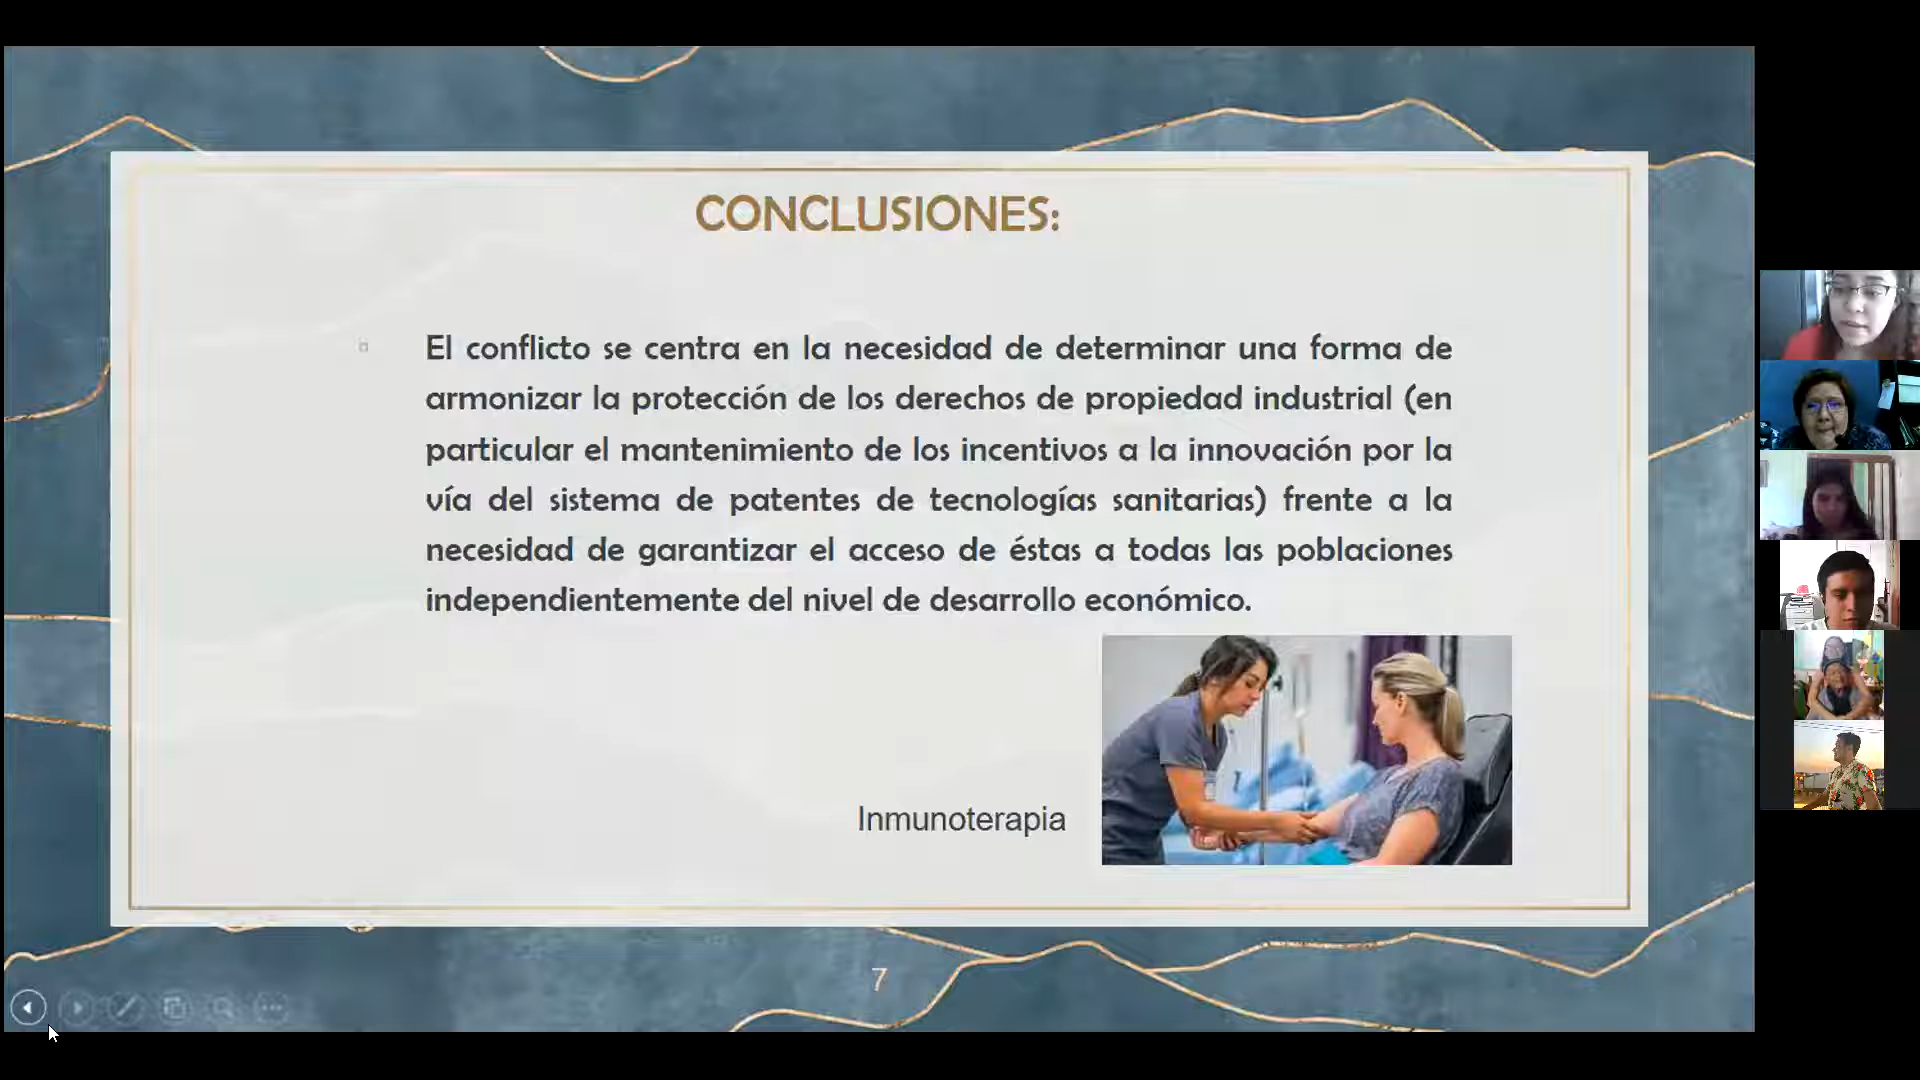 CONCLUSIONES:
El conflicto se centra en la necesidad de determinar una forma de
armonizar la protección de los derechos de propiedad industrial (en
particular el mantenimiento de los incentivos a la innovación por la
vía del sistema de patentes de tecnologías sanitarias) frente a la
necesidad de garantizar el acceso de éstas a todas las poblaciones
independientemente del nivel de desarrollo económico.
Inmunoterapia
7